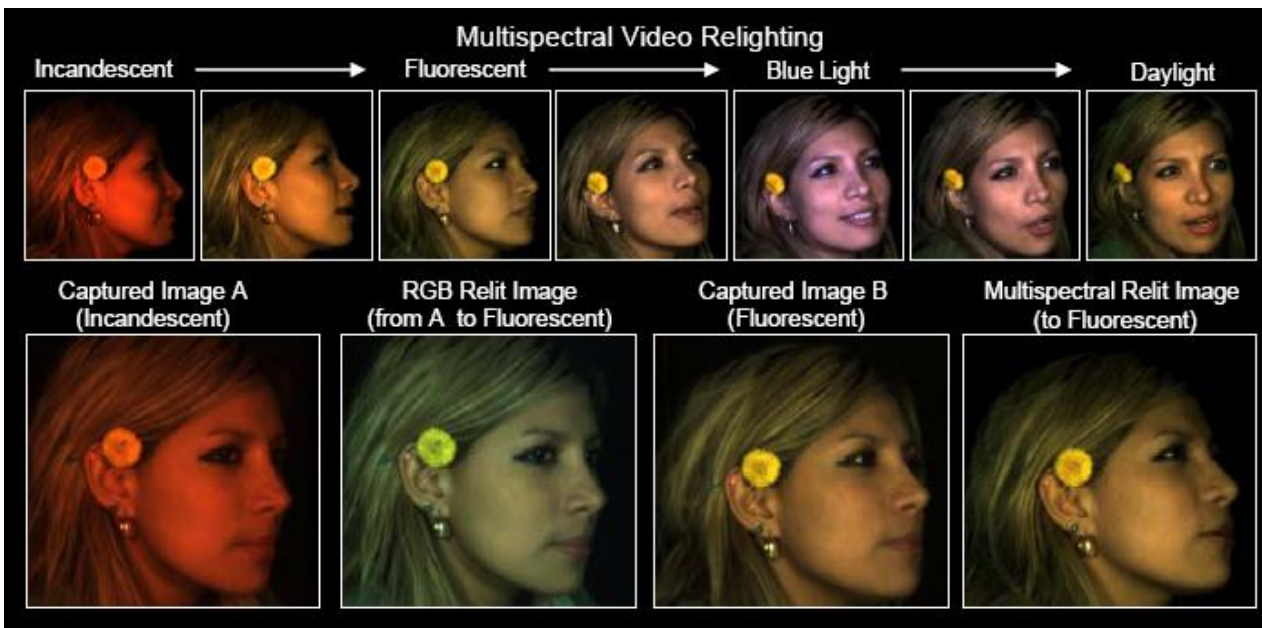 Multispectral Video Relighting
Incandescent Fluorescent Blue Light Daylight
Captured Image A
(Incandescent)
RGB Relit Image
(from A to Fluorescent)
Captured Image B
(Fluorescent)
Multispectral Relit Image
(to Fluorescent)